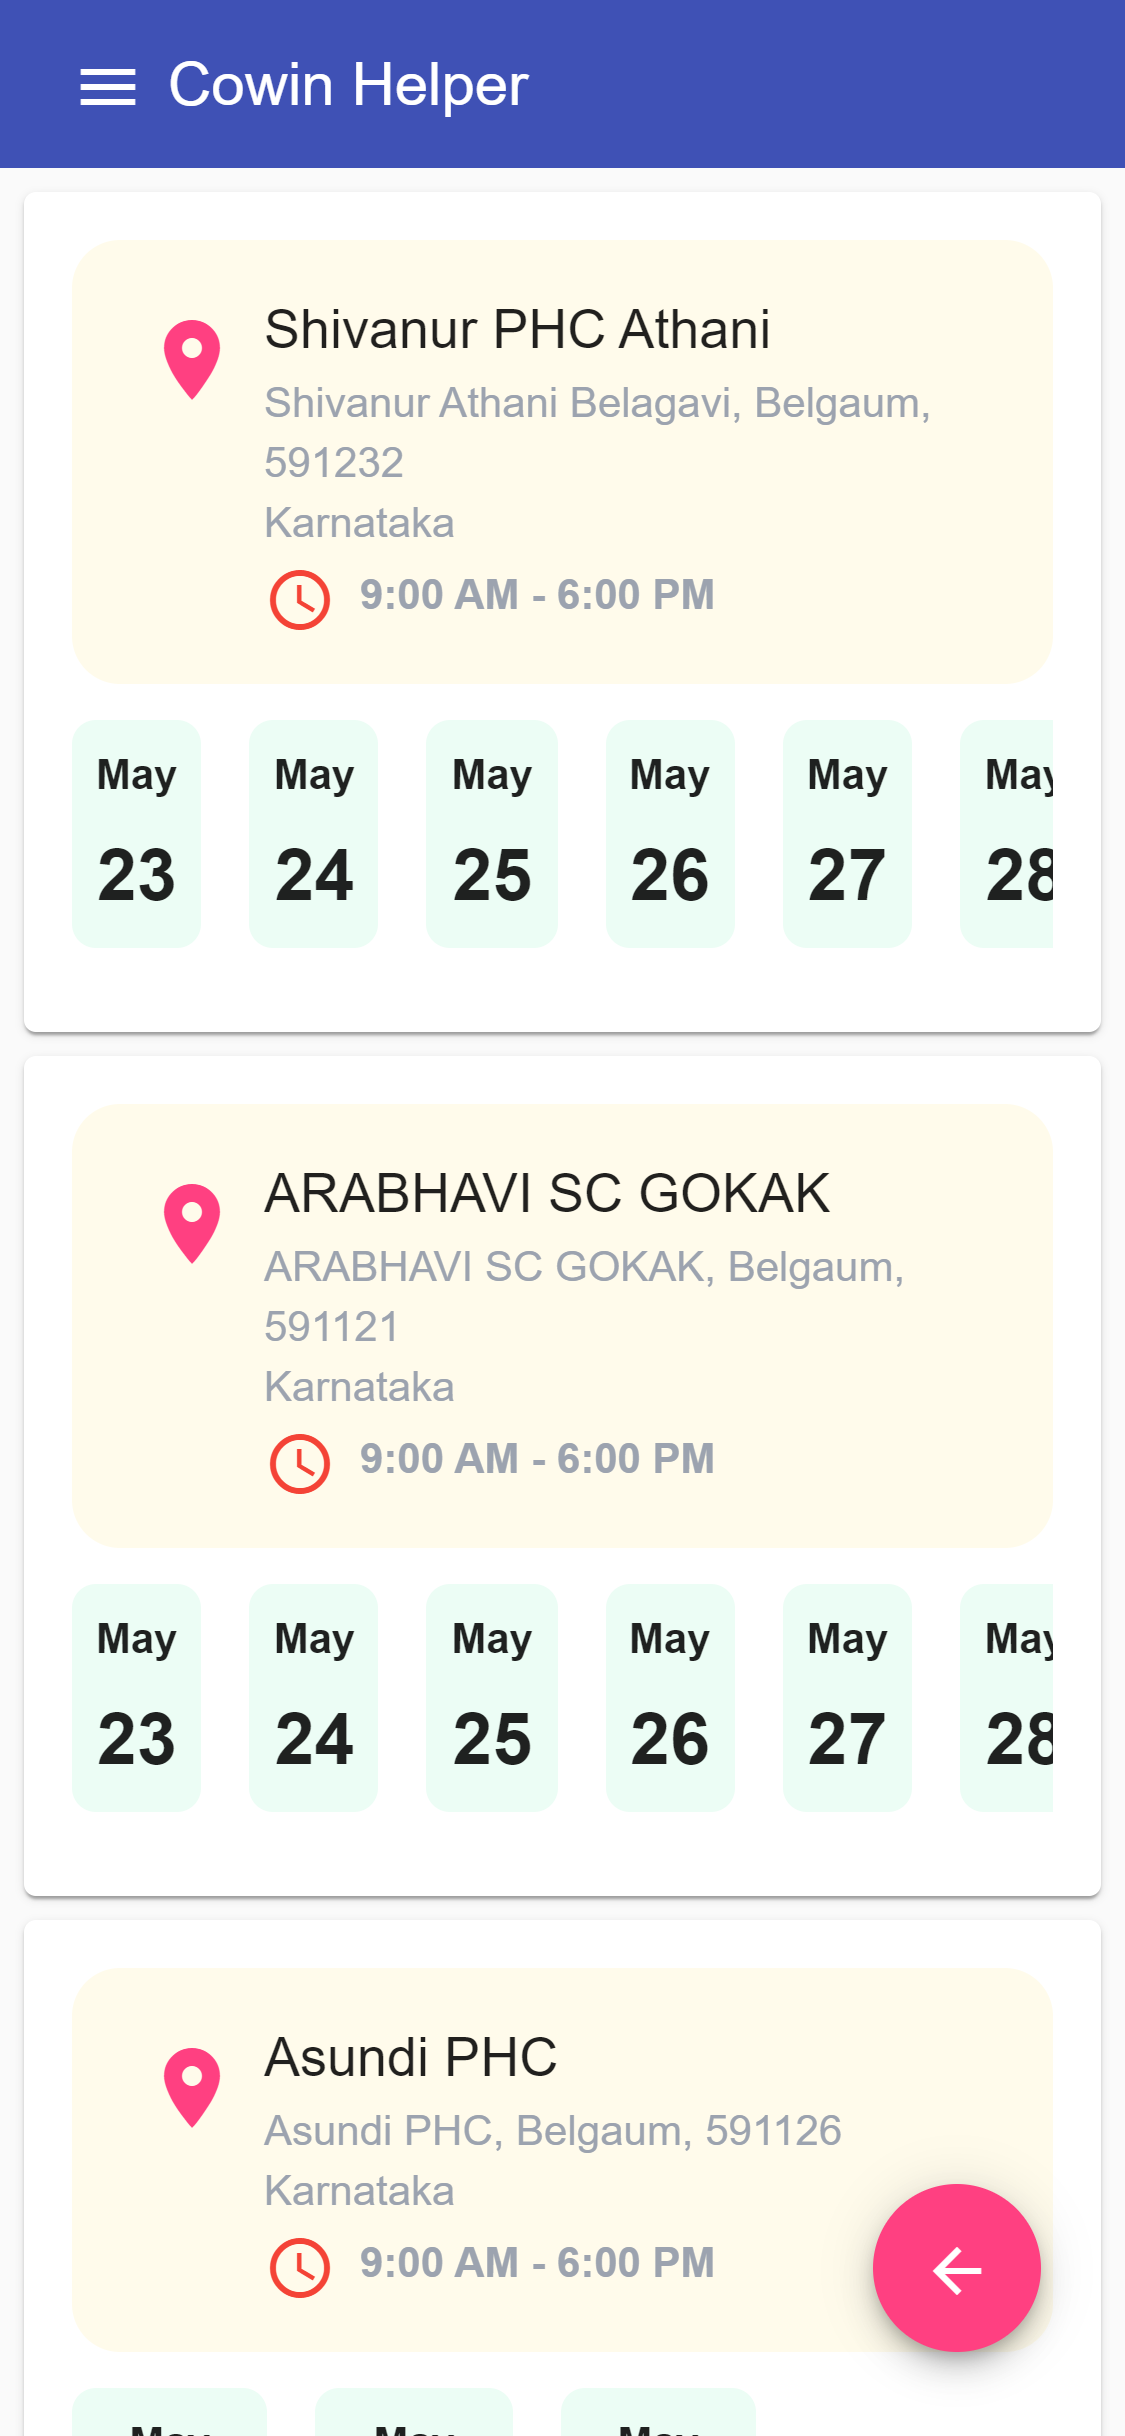 Cowin Helper
Shivanur PHC Athani
Shivanur Athani Belagavi, Belgaum,
591232
Karnataka
9:00 AM - 6:00 PM
May May May May May May
23 24 25 26 27 28
ARABHAVI SC GOKAK
ARABHAVI SC GOKAK, Belgaum,
591121
Karnataka
9:00 AM - 6:00 PM
May May May May May May
23 24 25 26 27 28
Asundi PHC
Asundi PHC, Belgaum, 591126
Karnataka
9:00 AM - 6:00 PM
May May May